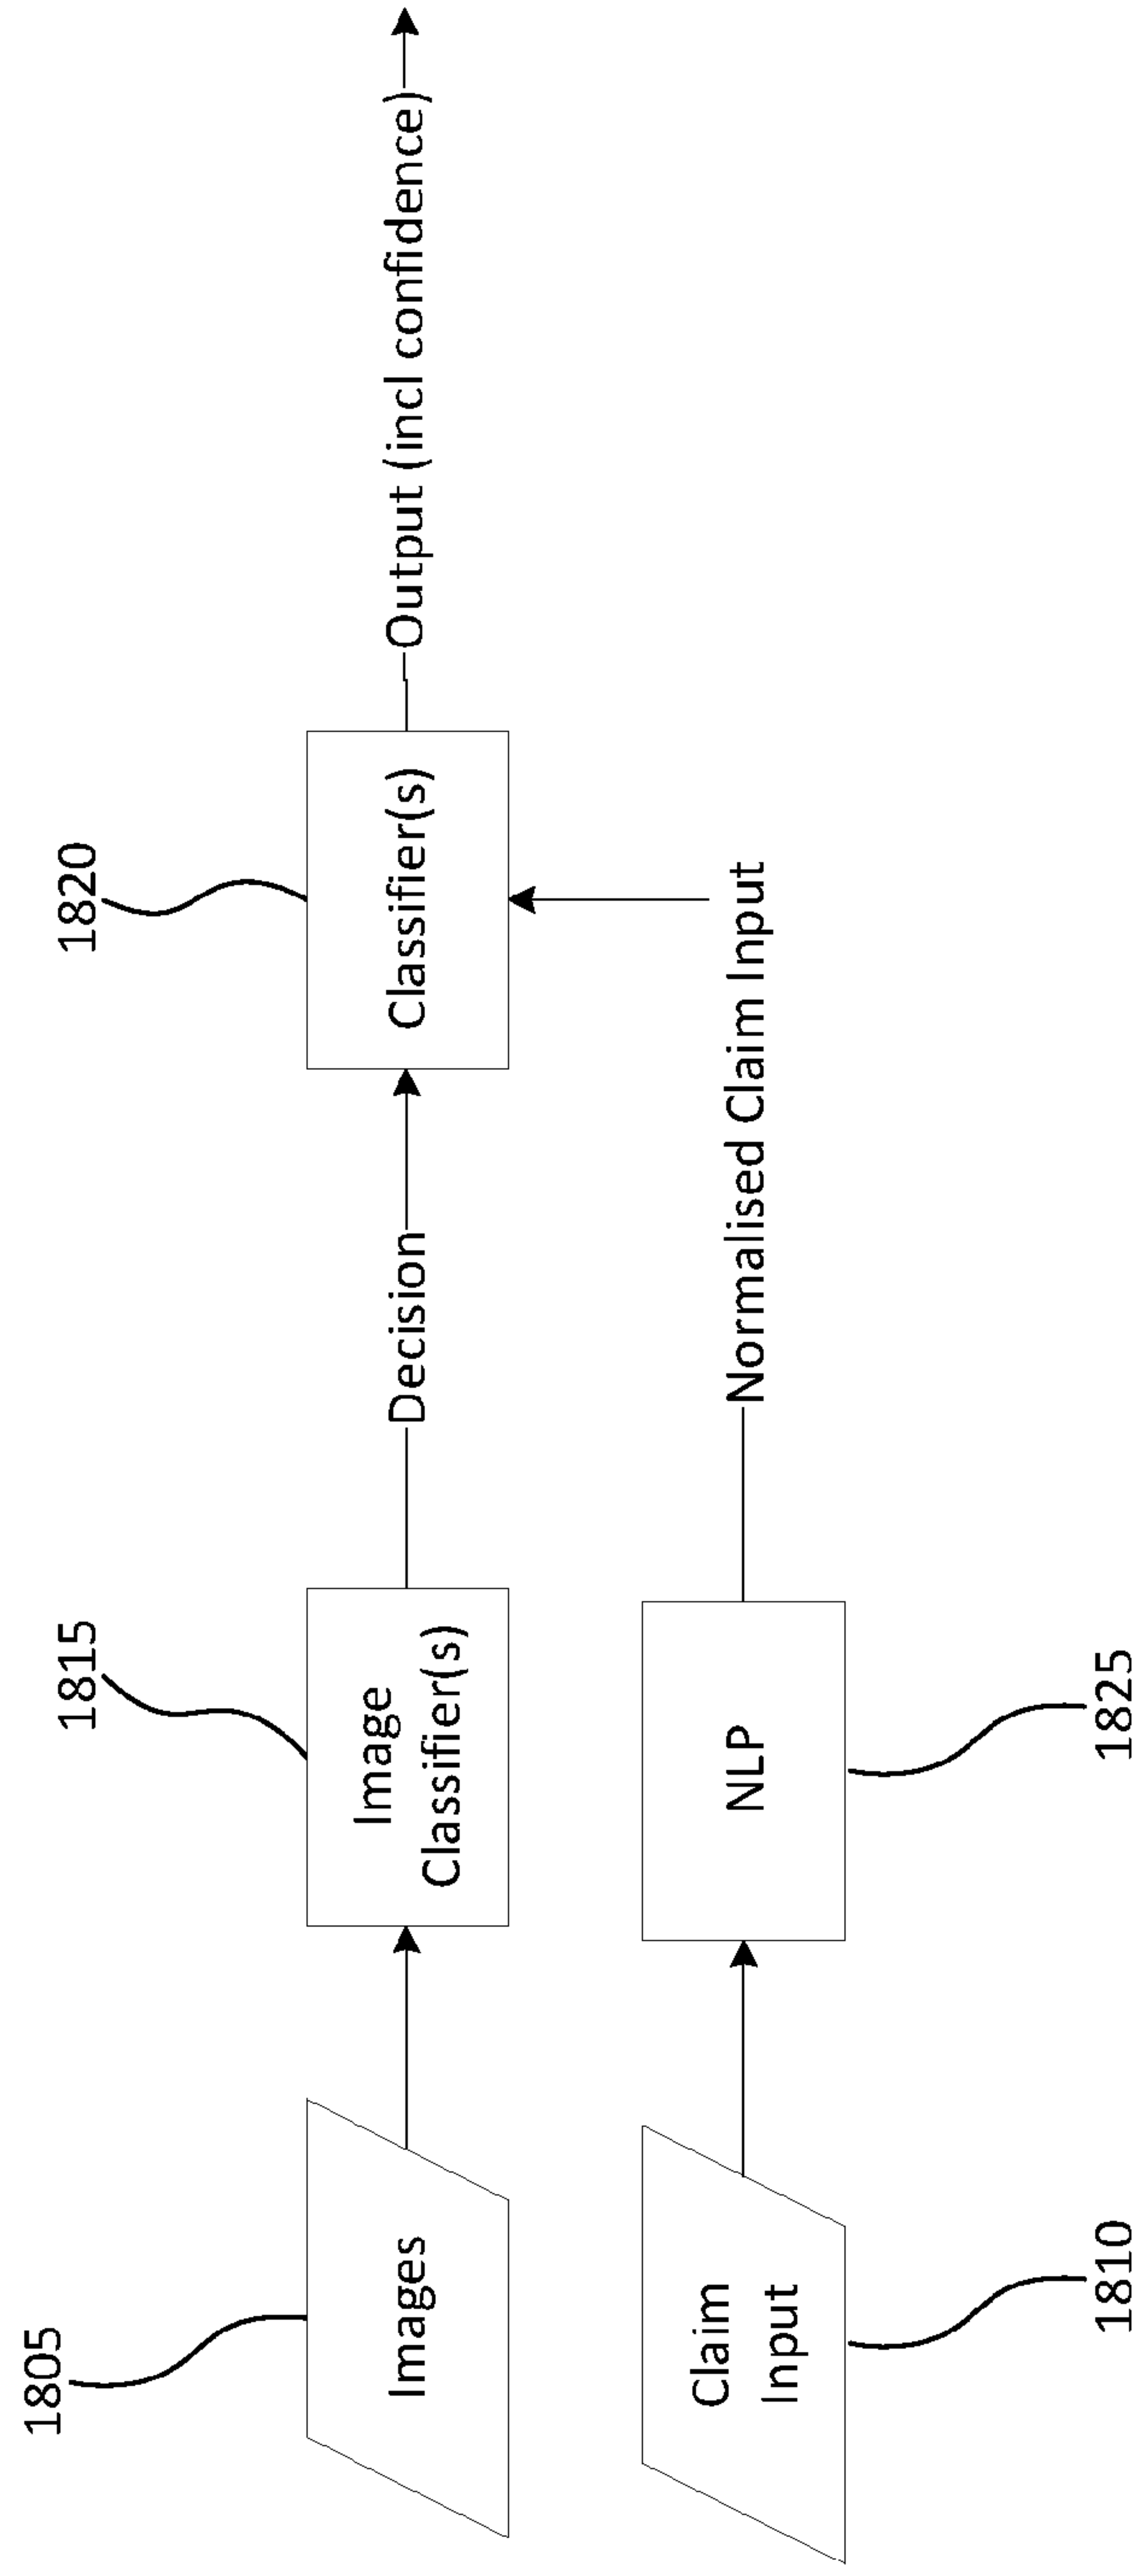 1805
1815
1820
Images
Image
Classifier(s)
Decision
Classifier(s)
Output (incl confidence)
Claim
Input
NLP
Normalised Claim Input
1810
1825